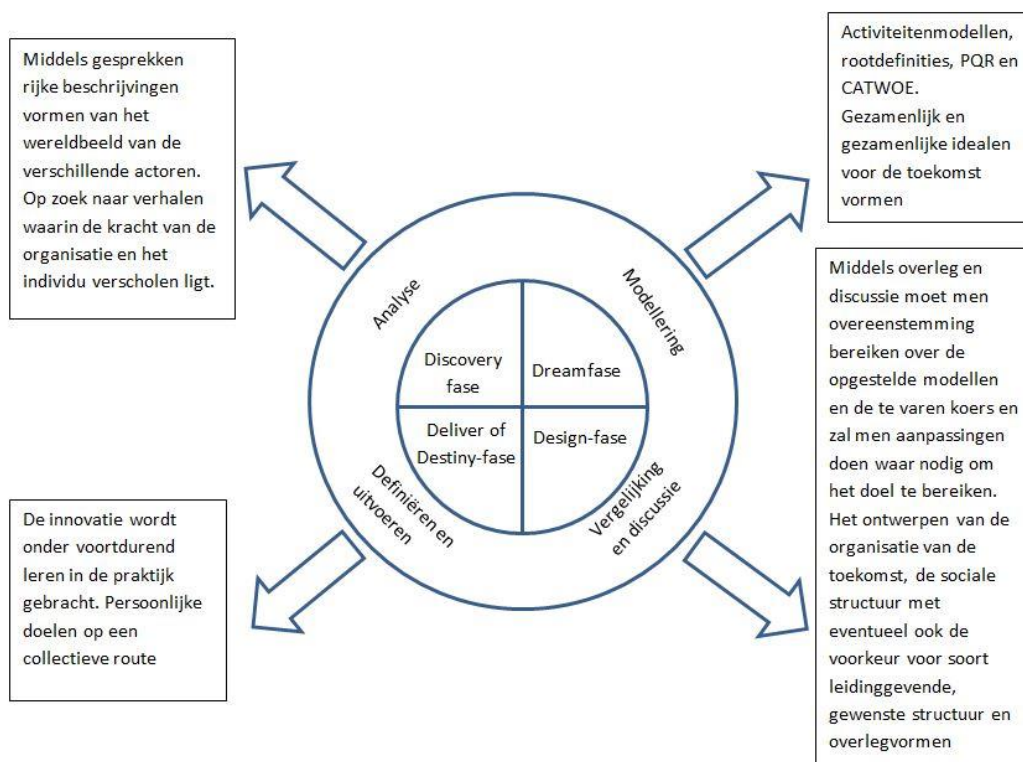 Middels gesprekken
rijke beschrijvingen
vormen van het
wereldbeeld van de
verschillende actoren.
Op zoek naar verhalen
waarin de kracht van de
organisatie en het
individu verscholen ligt.
Activiteitenmodellen,
rootdefinities, PQR en
CATWOE.
Gezamenlijk en
gezamenlijke idealen
voor de toekomst
vormen
Analyse
Modellering
Discovery
fase
Dreamfase
Deliver of
Destiny-fase
Design-fase
Definiëren en
uitvoeren
Vergelijking
en discussie
De innovatie wordt
onder voortdurend
leren in de praktijk
gebracht. Persoonlijke
doelen op een
collectieve route
Middels overleg en
discussie moet men
overeenstemming
bereiken over de
opgestelde modellen
en de te varen koers en
zal men aanpassingen
doen waar nodig om
het doel te bereiken.
Het ontwerpen van de
organisatie van de
toekomst, de sociale
structuur met
eventueel ook de
voorkeur voor soort
leidinggevende,
gewenste structuur en
overlegvormen